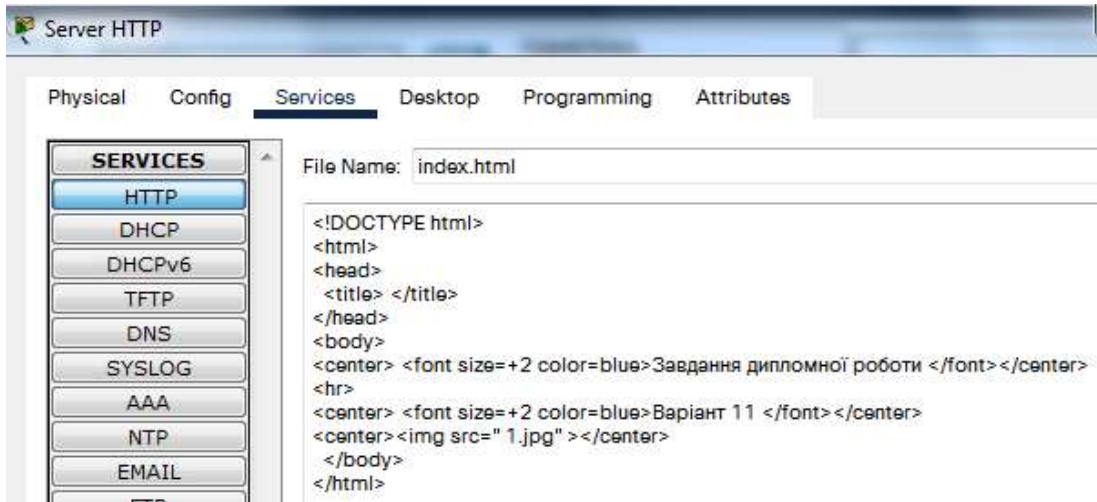 Server HTTP
Physical Config Services Desktop Programming Attributes
SERVICES
HTTP
DHCP
DHCPv6
TFTP
DNS
SYSLOG
AAA
NTP
EMAIL
File Name: index.html
<!DOCTYPE html>
<html>
<head>
<title> </title>
</head>
<body>
<center> <font size=+2 color=blue>Завдання дипломної роботи </font></center>
<hr>
<center> <font size=+2 color=blue>Варіант 11 </font></center>
<center><img src=" 1.jpg" ></center>
</body>
</html>